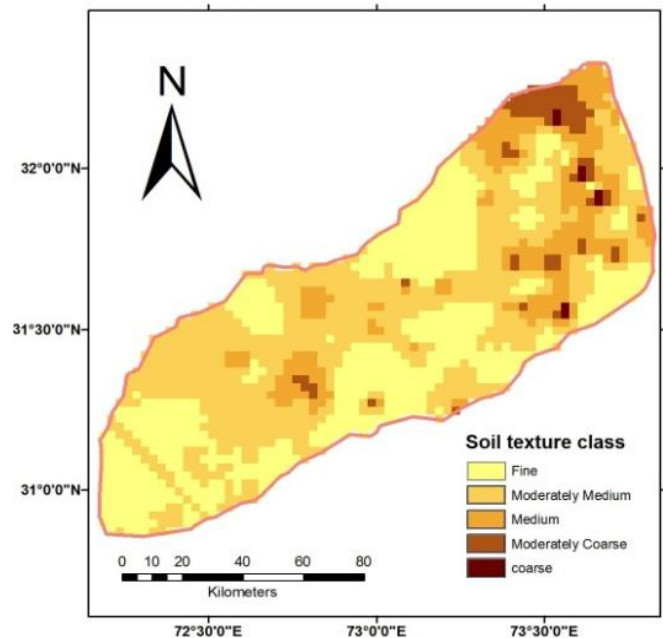 N
32°0'0"N
31°30'0"N
31°0'0"N
Soil texture class
Fine
Moderately Medium
Medium
Moderately Coarse
coarse
0 10 20 40 60 80
Kilometers
72°30'0"E 73°0'0"E 73°30'0"E